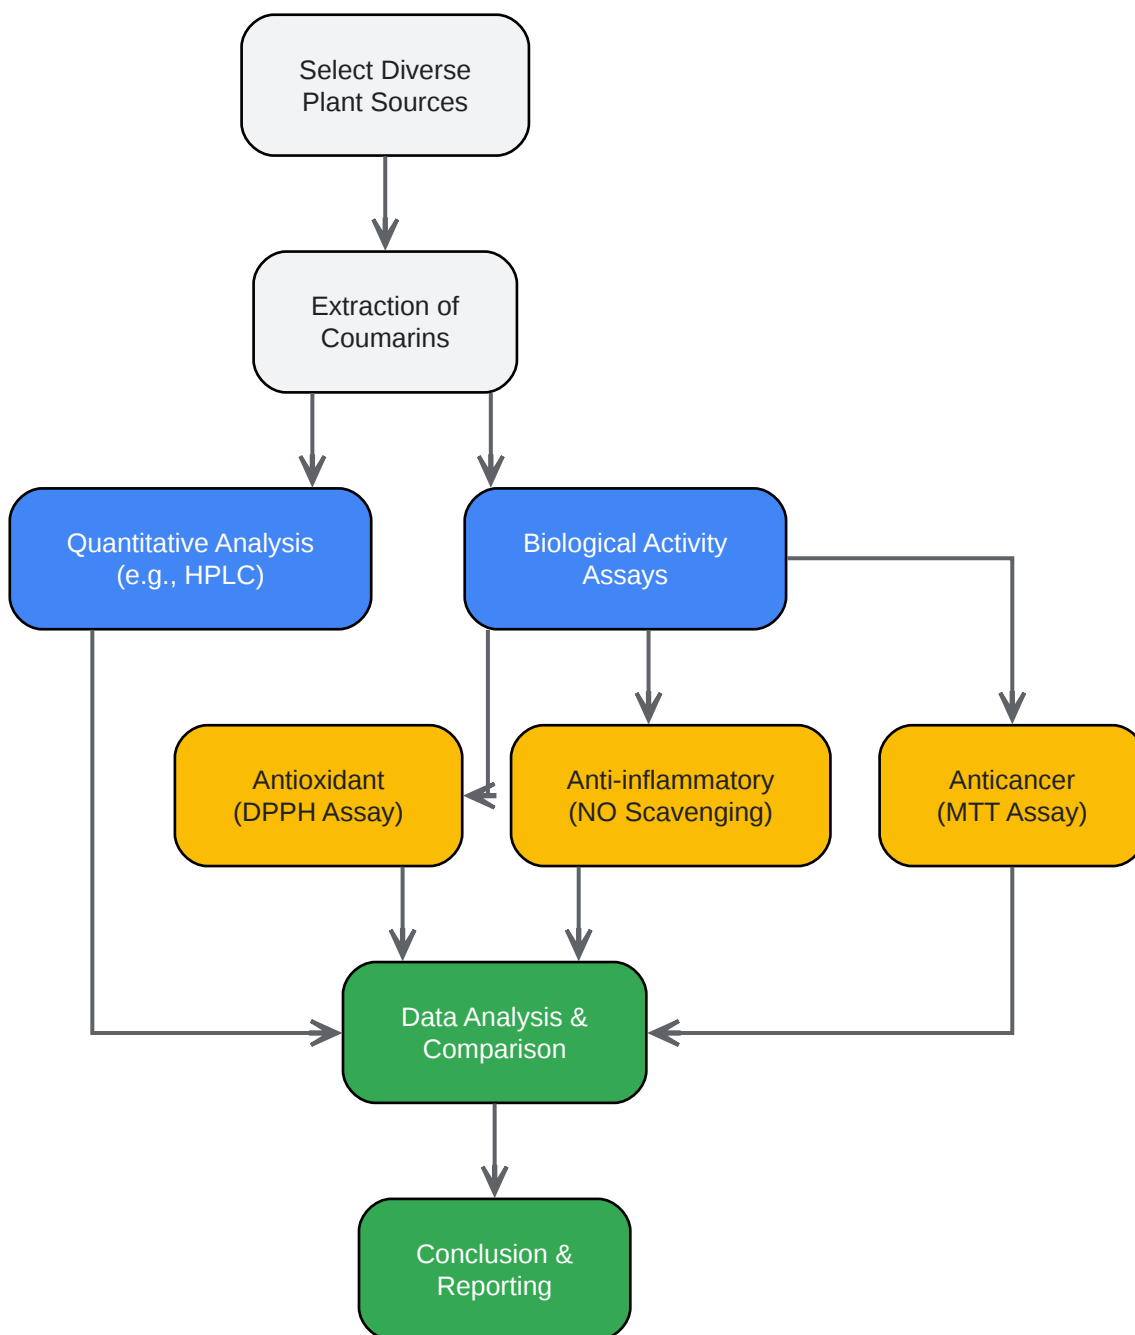 Select Diverse
Plant Sources
Extraction of
Coumarins
Quantitative Analysis
(e.g., HPLC)
Biological Activity
Assays
Antioxidant
(DPPH Assay)
Anti-inflammatory
(NO Scavenging)
Anticancer
(MTT Assay)
Data Analysis &
Comparison
Conclusion &
Reporting